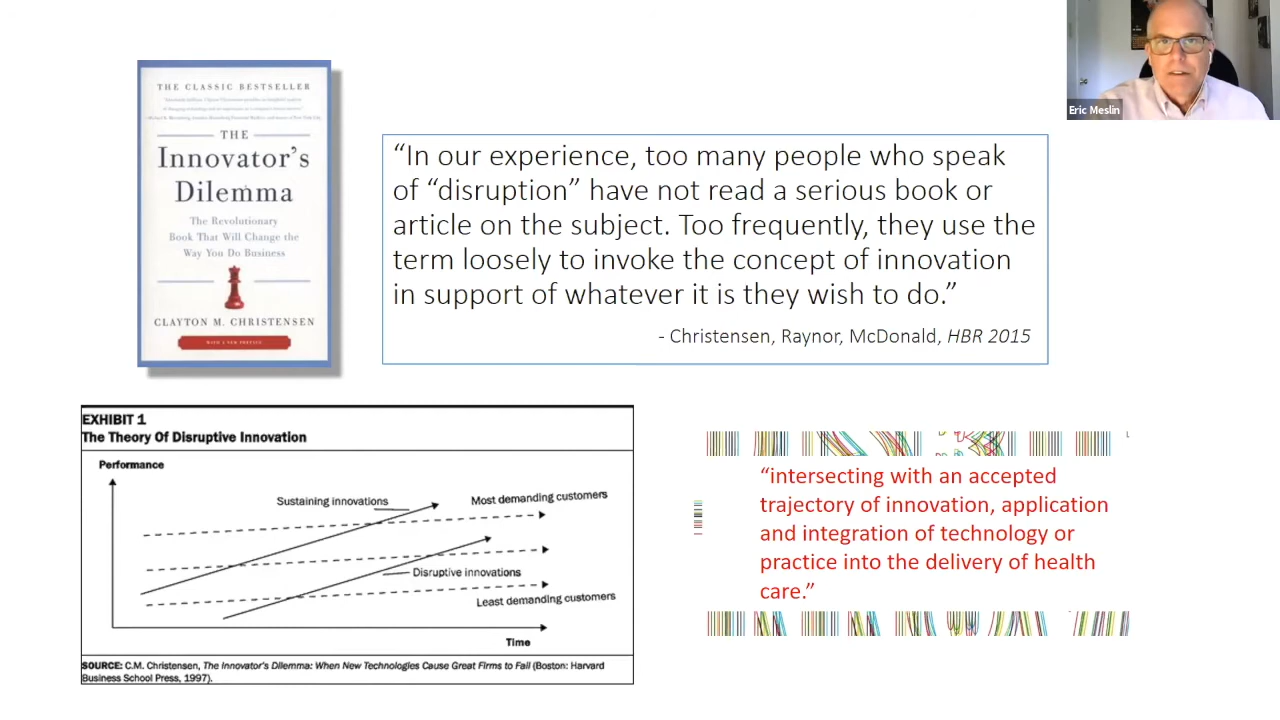 Eric Meslin
THE CLASSIC BESTSELLER
THE
Innovator's
Dilemma
The Revolutionary
Book That Will Change the
Way You Do Business
CLAYTON M. CHRISTENSEN
WITH A NEW PREFACE
“In our experience, too many people who speak
of “disruption” have not read a serious book or
article on the subject. Too frequently, they use the
term loosely to invoke the concept of innovation
in support of whatever it is they wish to do.”
- Christensen, Raynor, McDonald, HBR 2015
EXHIBIT 1
The Theory Of Disruptive Innovation
Performance
Sustaining innovations
Most demanding customers
Disruptive innovations
Least demanding customers
Time
SOURCE: C.M. Christensen, The Innovator's Dilemma: When New Technologies Cause Great Firms to Fail (Boston: Harvard
Business School Press, 1997).
“intersecting with an accepted
trajectory of innovation, application
and integration of technology or
practice into the delivery of health
care.”